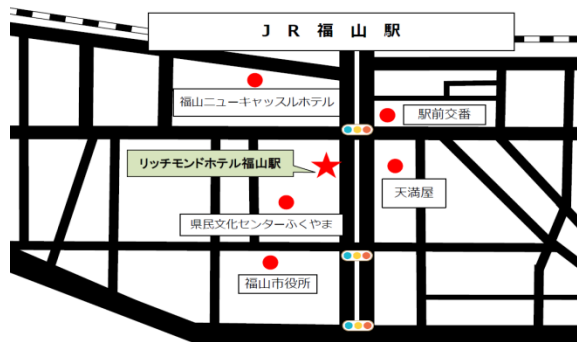 JR福山駅
福山ニューキャッスルホテル
駅前交番
リッチモンドホテル福山駅
天満屋
県民文化センターふくやま
福山市役所